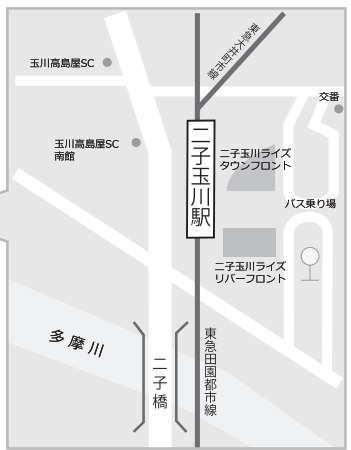 東急大井町市線
玉川高島屋SC
交番
玉川高島屋SC
南館
二子玉川駅
二子玉川ライズ
タウンフロント
バス乗り場
二子玉川ライズ
リバーフロント
多摩川
二子橋
東急田園都市線